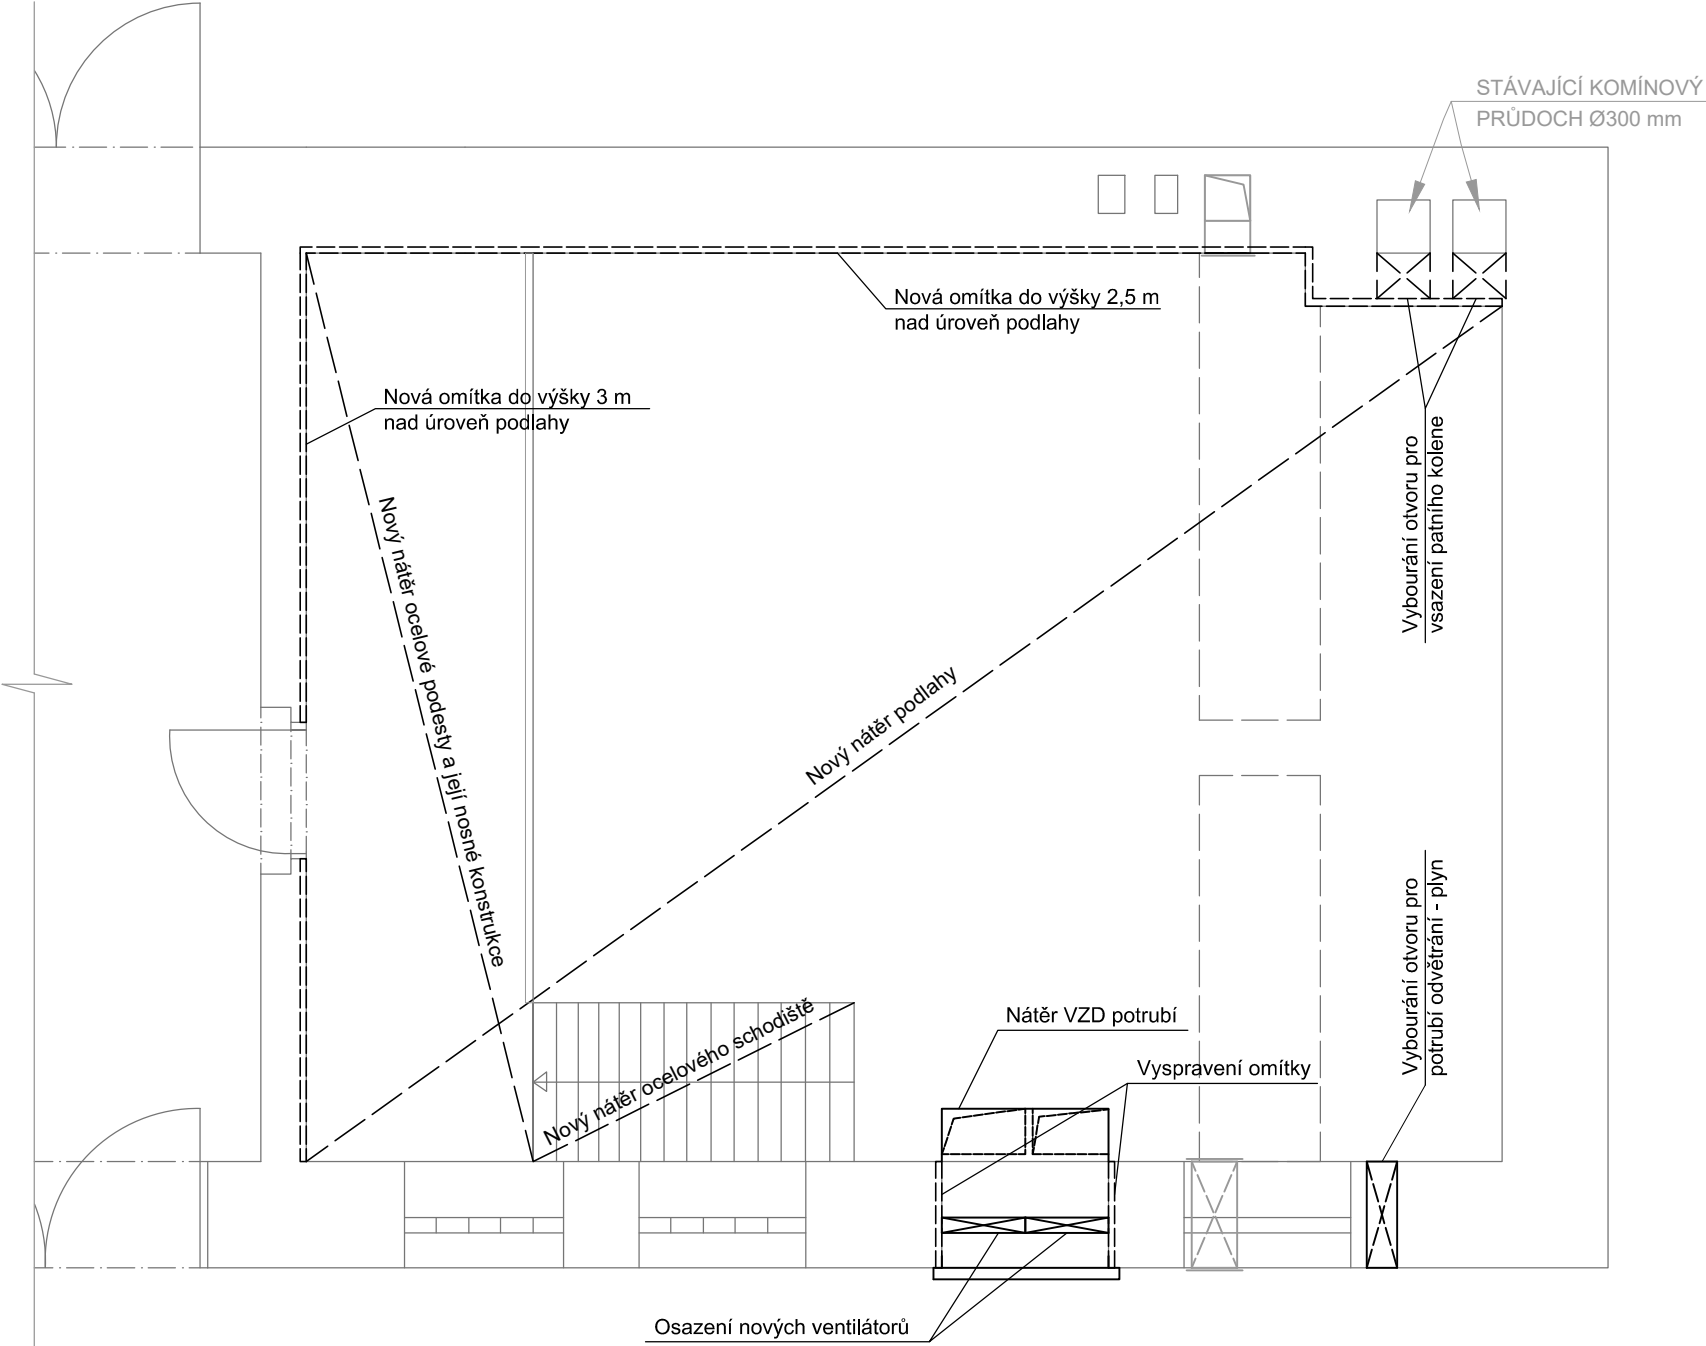 STÁVAJÍCÍ KOMÍNOVÝ
PRŮDOCH Ø300 mm
Nová omítka do výšky 2,5 m
nad úroveň podlahy
Nová omítka do výšky 3 m
nad úroveň podlahy
Vybourání otvoru pro
vsazení patního kolene
Nový nátěr ocelové podesty a její nosné konstrukce
Nový nátěr podlahy
Vybourání otvoru pro
potrubí odvětrání - plyn
Nový nátěr ocelového schodiště
Nátěr VZD potrubí
Vyspravení omítky
Osazení nových ventilátorů